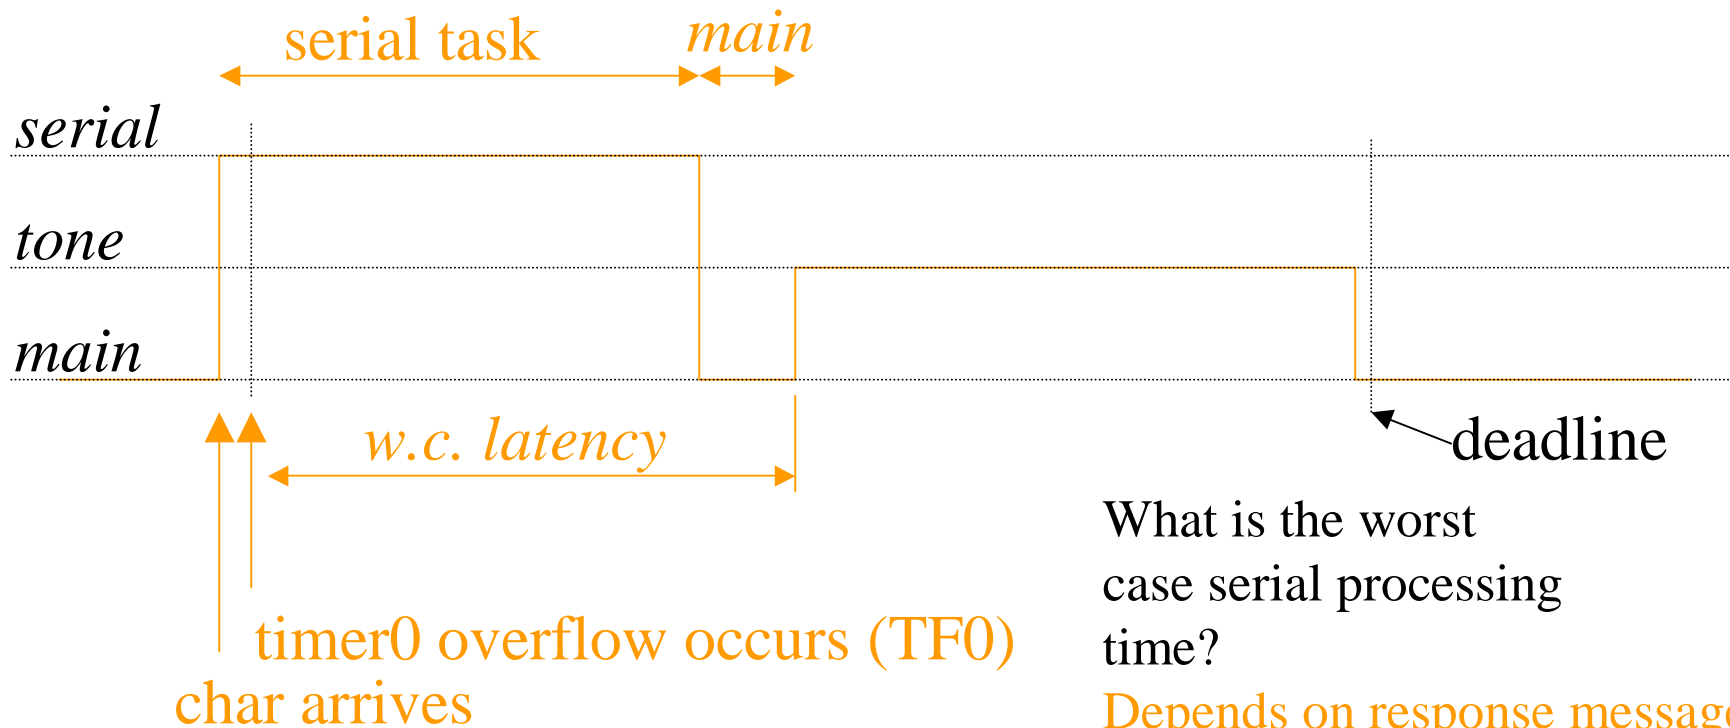 serial task
main
serial
tone
main
w.c. latency
deadline
timer0 overflow occurs (TF0)
char arrives
What is the worst
case serial processing
time?
Depends on response message